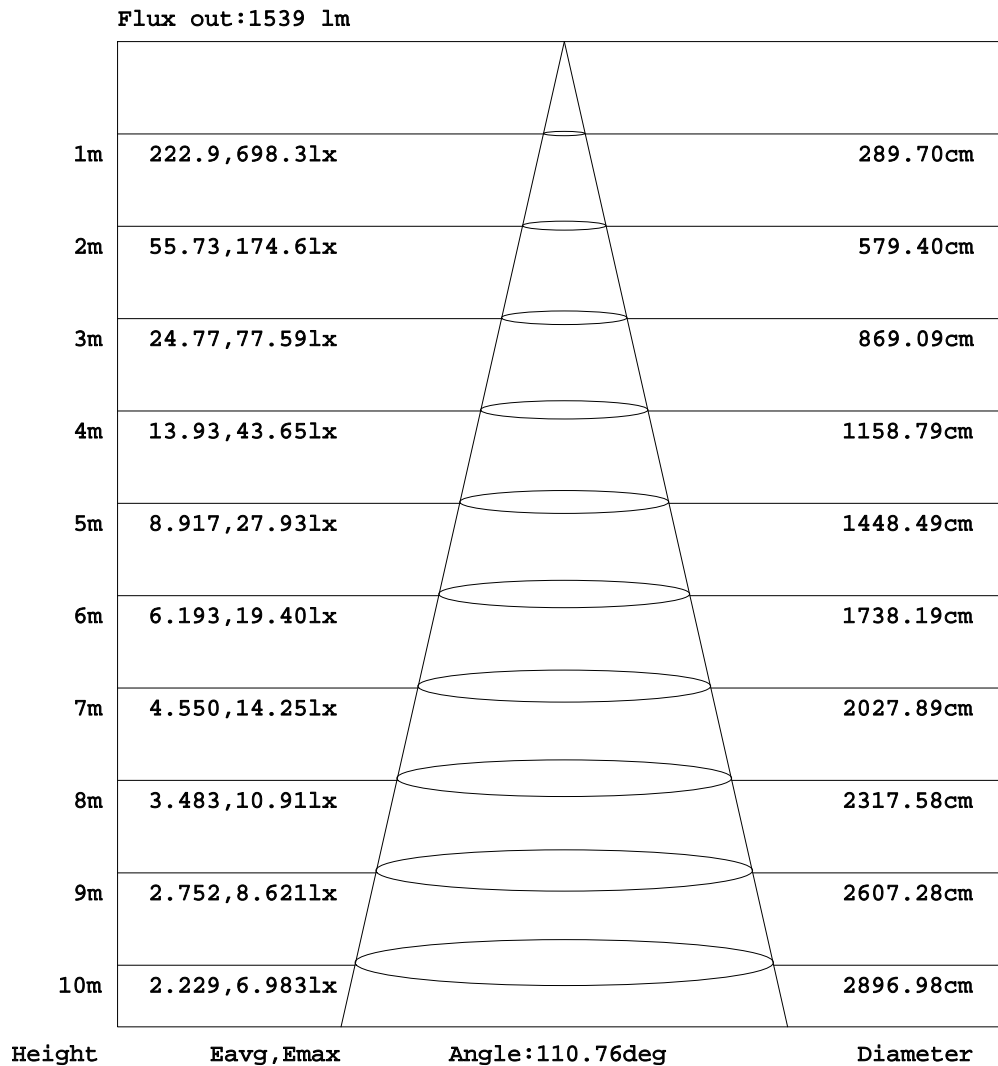 Flux out:1539 lm
1m 222.9,698.3lx 289.70cm
2m 55.73,174.6lx 579.40cm
3m 24.77,77.59lx 869.09cm
4m 13.93,43.65lx 1158.79cm
5m 8.917,27.93lx 1448.49cm
6m 6.193,19.40lx 1738.19cm
7m 4.550,14.25lx 2027.89cm
8m 3.483,10.91lx 2317.58cm
9m 2.752,8.621lx 2607.28cm
10m 2.229,6.983lx 2896.98cm
Height Eavg,Emax Angle:110.76deg Diameter